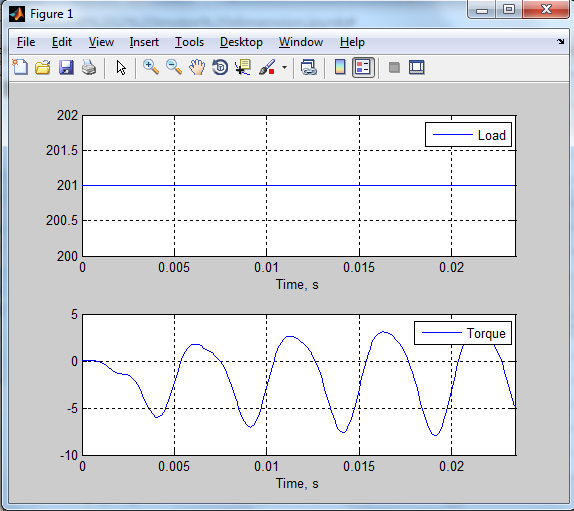 Figure 1
File Edit View Insert Tools Desktop Window Help
202
201.5
201
200.5
200
0 0.005 0.01 0.015 0.02
Time, s
Load
5
0
-5
-10
0 0.005 0.01 0.015 0.02
Time, s
Torque